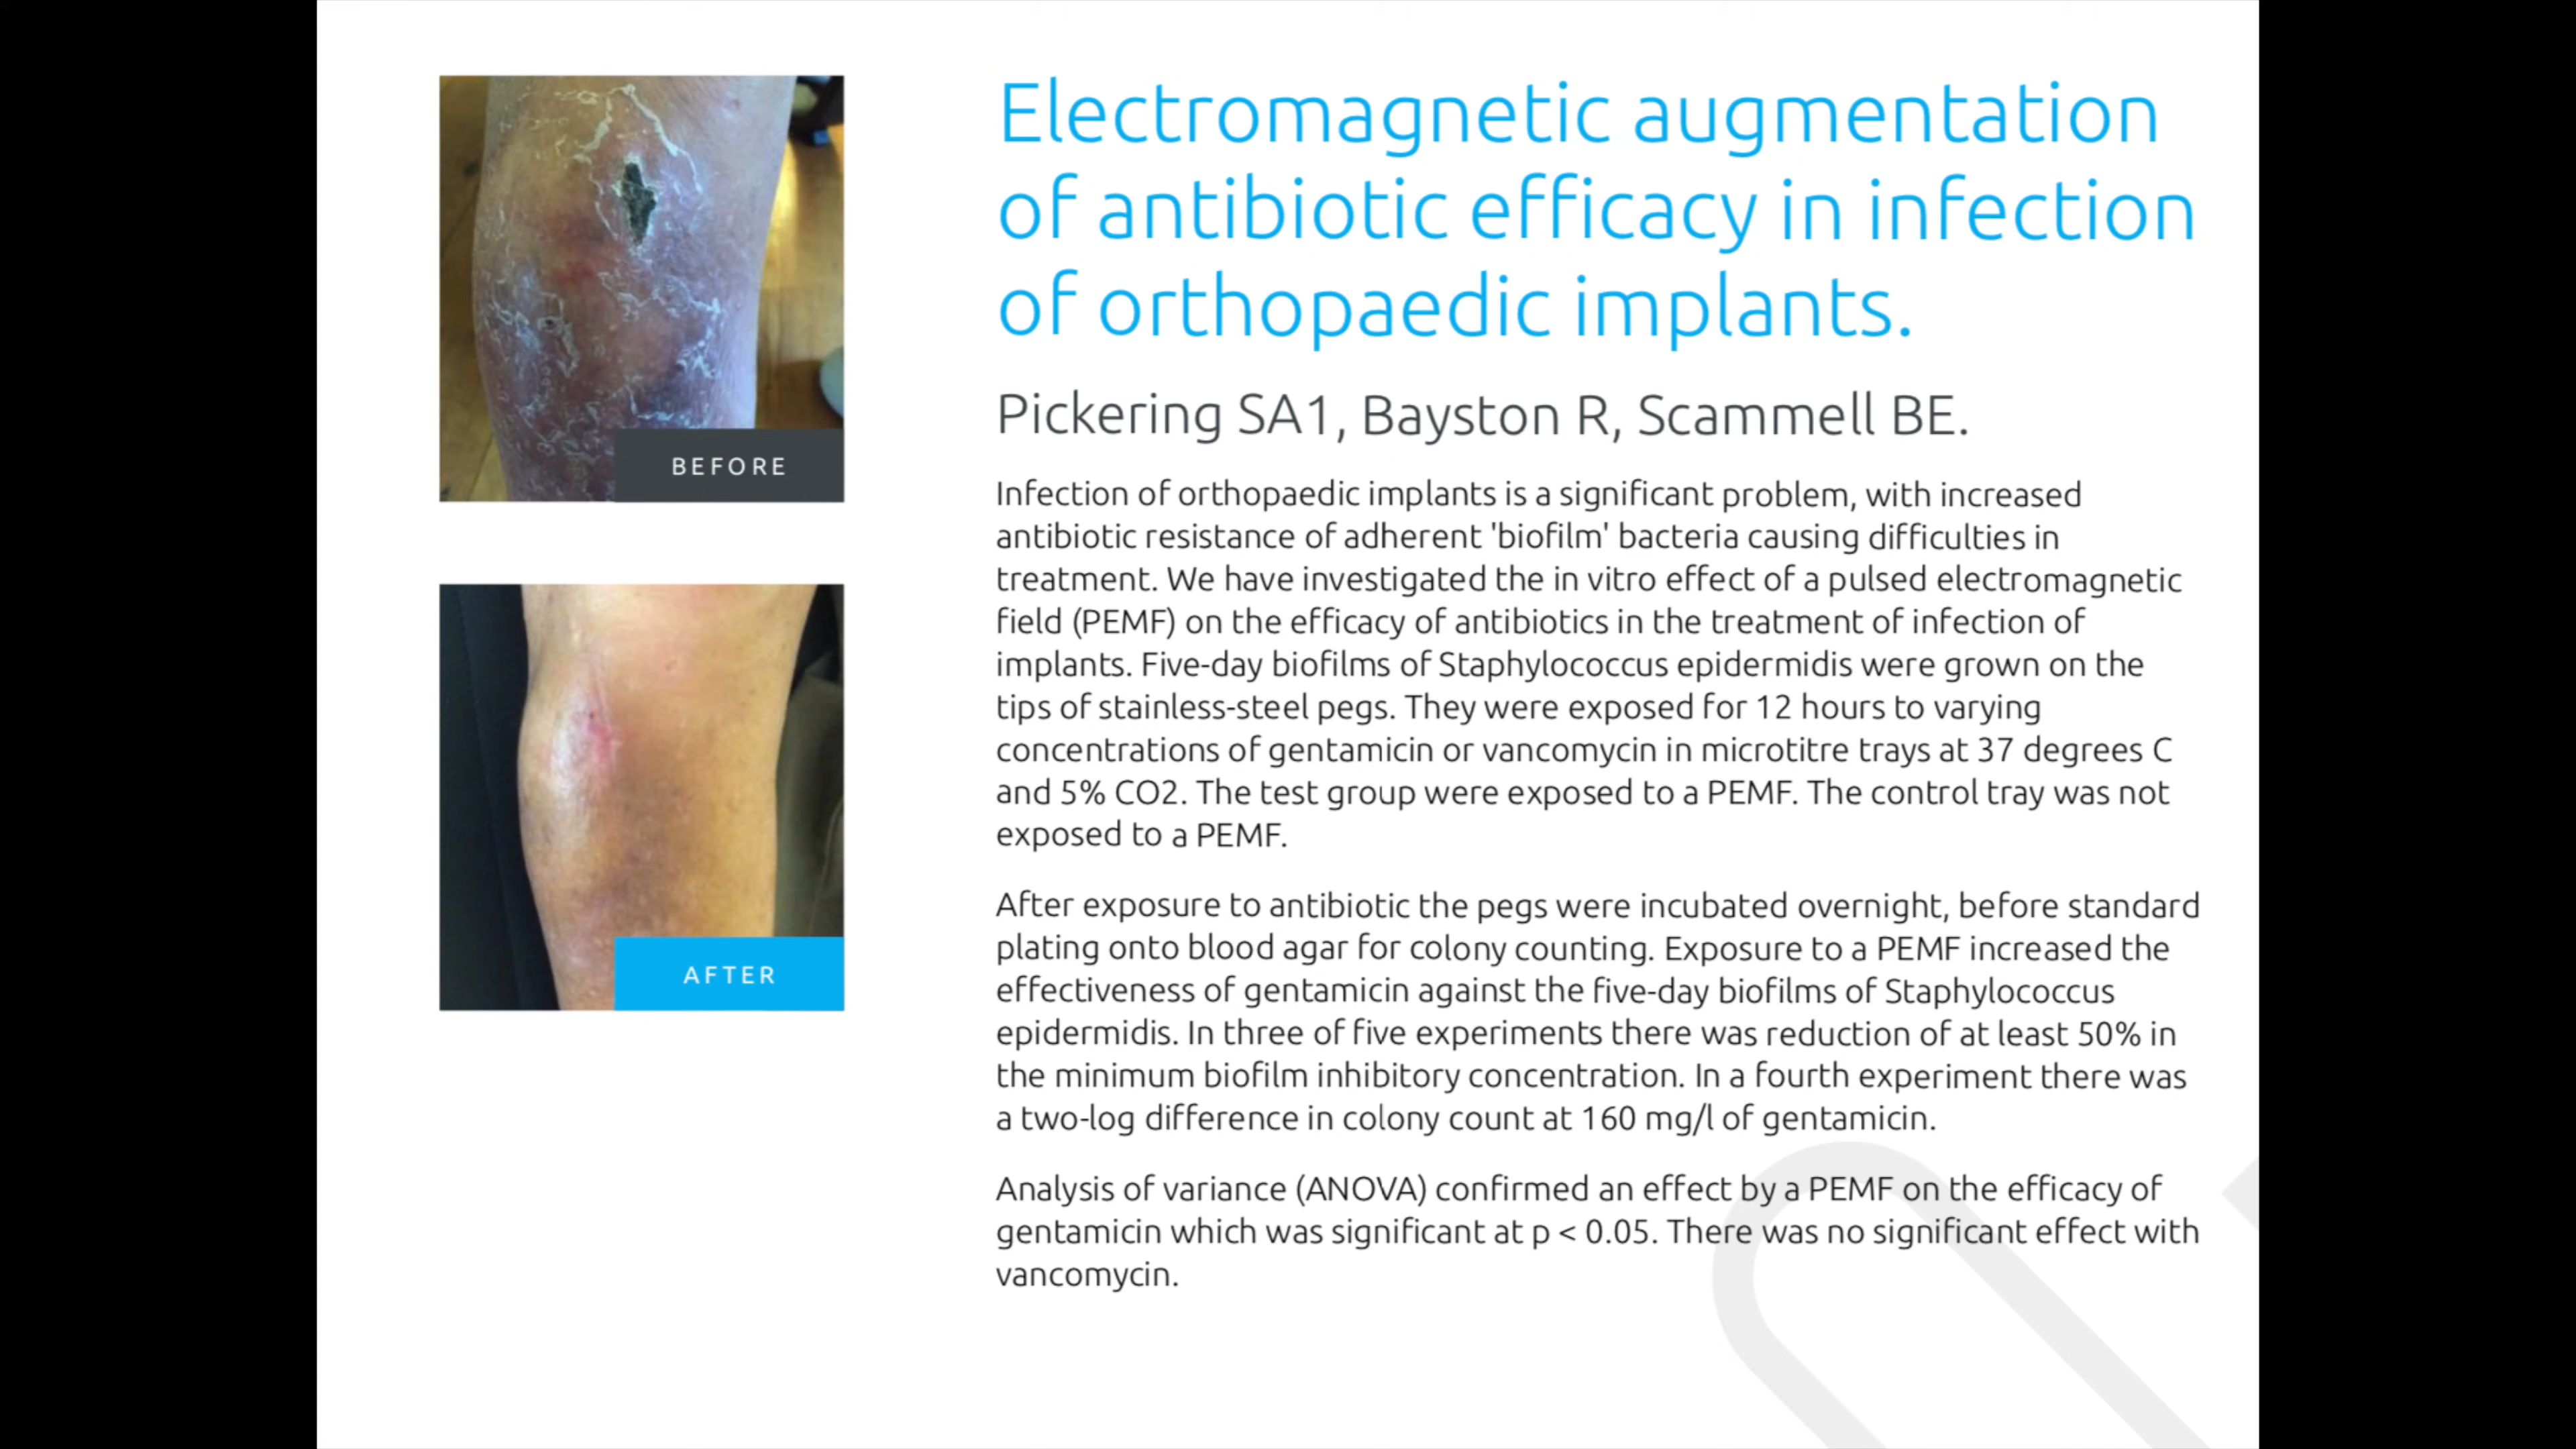 BEFORE
AFTER
Electromagnetic augmentation
of antibiotic efficacy in infection
of orthopaedic implants.
Pickering SA1, Bayston R, Scammell BE.
Infection of orthopaedic implants is a significant problem, with increased
antibiotic resistance of adherent 'biofilm' bacteria causing difficulties in
treatment. We have investigated the in vitro effect of a pulsed electromagnetic
field (PEMF) on the efficacy of antibiotics in the treatment of infection of
implants. Five-day biofilms of Staphylococcus epidermidis were grown on the
tips of stainless-steel pegs. They were exposed for 12 hours to varying
concentrations of gentamicin or vancomycin in microtitre trays at 37 degrees C
and 5% CO2. The test group were exposed to a PEMF. The control tray was not
exposed to a PEMF.
After exposure to antibiotic the pegs were incubated overnight, before standard
plating onto blood agar for colony counting. Exposure to a PEMF increased the
effectiveness of gentamicin against the five-day biofilms of Staphylococcus
epidermidis. In three of five experiments there was reduction of at least 50% in
the minimum biofilm inhibitory concentration. In a fourth experiment there was
a two-log difference in colony count at 160 mg/l of gentamicin.
Analysis of variance (ANOVA) confirmed an effect by a PEMF on the efficacy of
gentamicin which was significant at p < 0.05. There was no significant effect with
vancomycin.